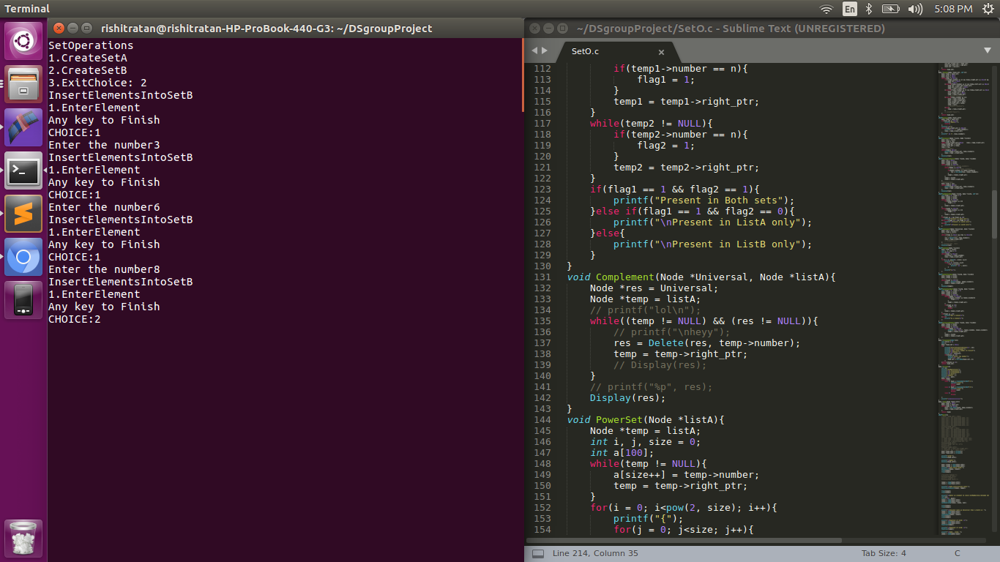 Terminal
En
5:08 PM
rishitratan@rishitratan-HP-ProBook-440-G3: ~/DSgroupProject
SetOperations
1.CreateSetA
2.CreateSetB
3.ExitChoice: 2
InsertElementsIntoSetB
1.EnterElement
Any key to Finish
CHOICE:1
Enter the number3
InsertElementsIntoSetB
1.EnterElement
Any key to Finish
CHOICE:1
Enter the number6
InsertElementsIntoSetB
1.EnterElement
Any key to Finish
CHOICE:1
Enter the number8
InsertElementsIntoSetB
1.EnterElement
Any key to Finish
CHOICE:2
~/DSgroupProject/SetO.c - Sublime Text (UNREGISTERED)
SetO.c
112 if(temp1->number == n){
113 flag1 = 1;
114 }
115 temp1 = temp1->right_ptr;
116 }
117 while(temp2 != NULL){
118 if(temp2->number == n){
119 flag2 = 1;
120 }
121 temp2 = temp2->right_ptr;
122 }
123 if(flag1 == 1 && flag2 == 1){
124 printf("Present in Both sets");
125 }else if(flag1 == 1 && flag2 == 0){
126 printf("\nPresent in ListA only");
127 }else{
128 printf("\nPresent in ListB only");
129 }
130 }
131 void Complement(Node *Universal, Node *listA){
132 Node *res = Universal;
133 Node *temp = listA;
134 // printf("lol\n");
135 while((temp != NULL) && (res != NULL)){
136 // printf("\nheyy");
137 res = Delete(res, temp->number);
138 temp = temp->right_ptr;
139 // Display(res);
140 }
141 // printf("%p", res);
142 Display(res);
143 }
144 void PowerSet(Node *listA){
145 Node *temp = listA;
146 int i, j, size = 0;
147 int a[100];
148 while(temp != NULL){
149 a[size++] = temp->number;
150 temp = temp->right_ptr;
151 }
152 for(i = 0; i<pow(2, size); i++){
153 printf("{");
154 for(j = 0; j<size; j++){
Line 214, Column 35
Tab Size: 4
C